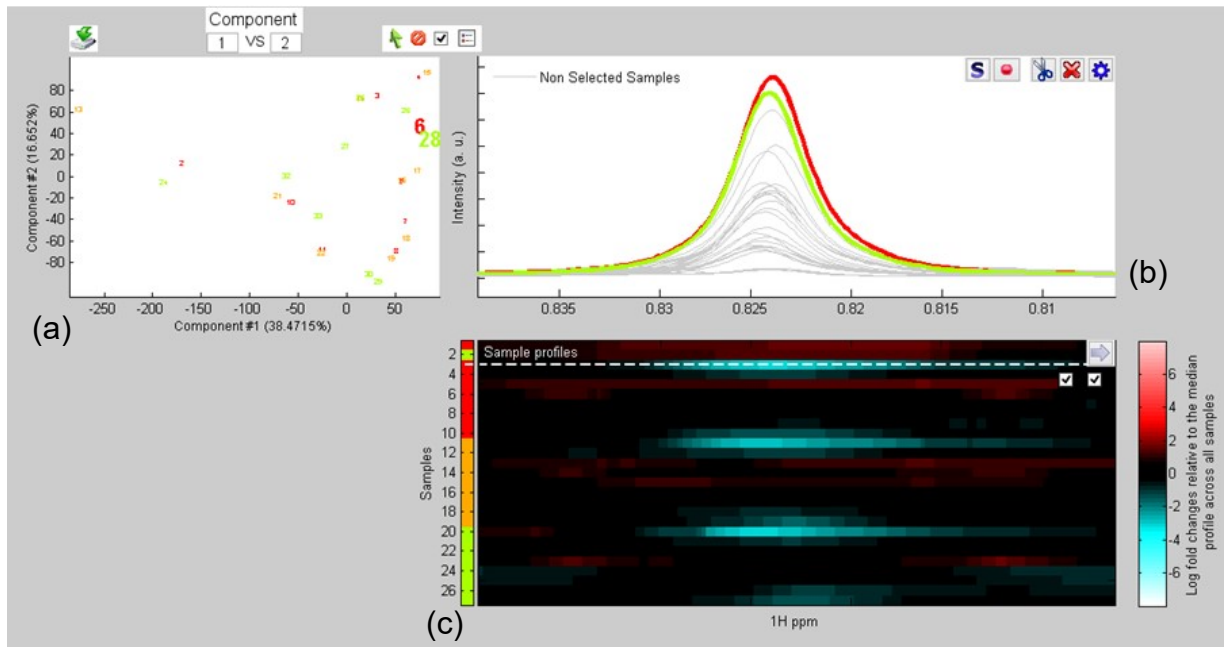 Component
1 VS 2
80
60
40
20
0
-20
-40
-60
-80
Component #2 (16.652%)
-250 -200 -150 -100 -50 0 50
Component #1 (38.4715%)
3
6
28
2
10
(a)
Non Selected Samples
S
Intensity (a. u.)
0.835 0.83 0.825 0.82 0.815 0.81
(b)
Sample profiles
2
4
6
8
10
12
14
16
18
20
22
24
26
Samples
1H ppm
(c)
6
4
2
0
-2
-4
-6
Log fold changes relative to the median
profile across all samples